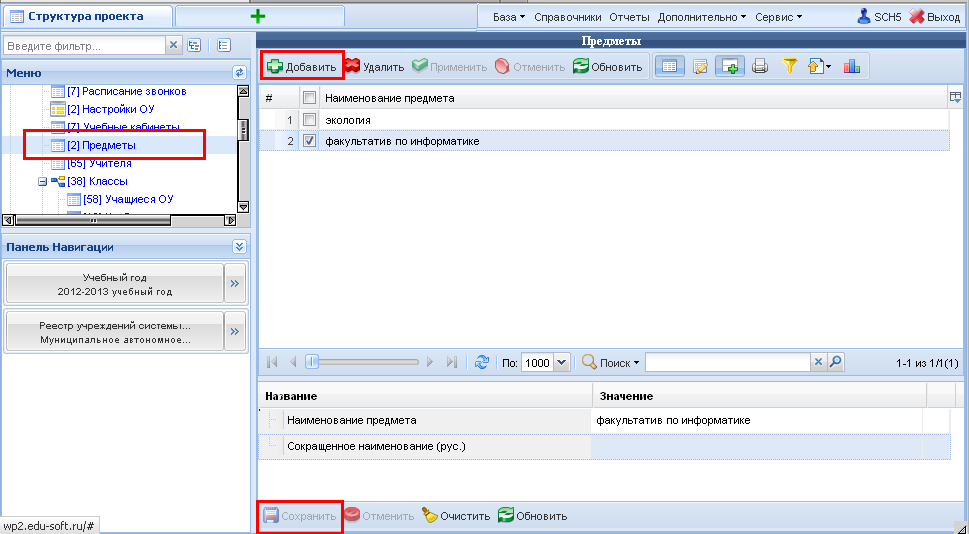 Структура проекта
База Справочники Отчеты Дополнительно Сервис SCH5 Выход
Введите фильтр...
Предметы
Меню
Добавить Удалить Применить Отменить Обновить
[7] Расписание звонков
[2] Настройки ОУ
[7] Учебные кабинеты
[2] Предметы
[65] Учителя
[38] Классы
[58] Учащиеся ОУ
# Наименование предмета
1 экология
2 факультатив по информатике
Панель Навигации
Учебный год
2012-2013 учебный год
Реестр учреждений системы...
Муниципальное автономное...
По: 1000 Поиск 1-1 из 1/1(1)
Название Значение
Наименование предмета факультатив по информатике
Сокращенное наименование (рус.)
Сохранить Отменить Очистить Обновить
wp2.edu-soft.ru/#